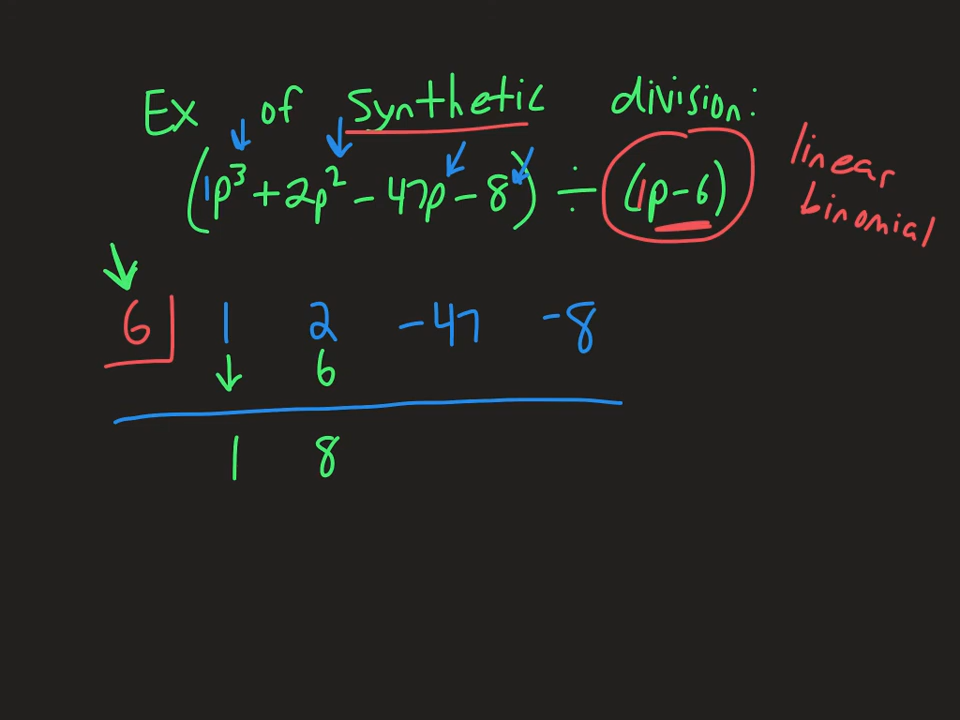 Ex of Synthetic division:
(1p³ + 2p² - 47p - 8) ÷ (1p - 6)
linear
binomial
6 1 2 -47 -8
6
1 8